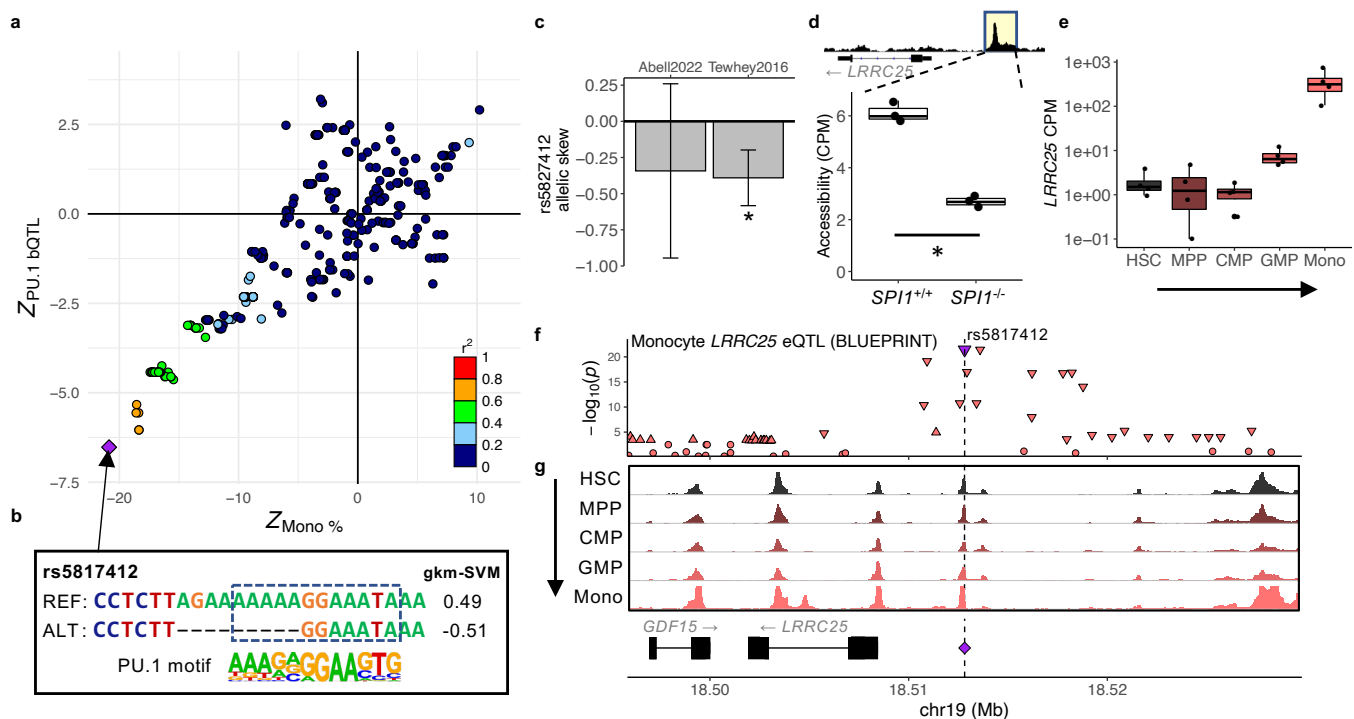 a
2.5
0.0
−2.5
−5.0
−7.5
Z PU.1 bQTL
−20
−10
0
10
Z Mono %
r²
1
0.8
0.6
0.4
0.2
0
b
rs5817412
gkm-SVM
REF: CCTCTTAGAAAAAAAGGAAATAAA 0.49
ALT: CCTCTT---------GGAAATAAA -0.51
PU.1 motif AAAGAGGAAGTG
c
Abell2022
Tewhey2016
0.25
0.00
−0.25
−0.50
−0.75
−1.00
rs5827412
allelic skew
*
d
← LRRC25
Accessibility (CPM)
6
4
2
0
*
SPI1+/+
SPI1-/-
e
LRRC25 CPM
1e+03
1e+02
1e+01
1e+00
1e−01
HSC
MPP
CMP
GMP
Mono
f
Monocyte LRRC25 eQTL (BLUEPRINT)
rs5817412
− log10(p)
20
15
10
5
g
HSC
MPP
CMP
GMP
Mono
GDF15 →
← LRRC25
18.50
18.51
18.52
chr19 (Mb)